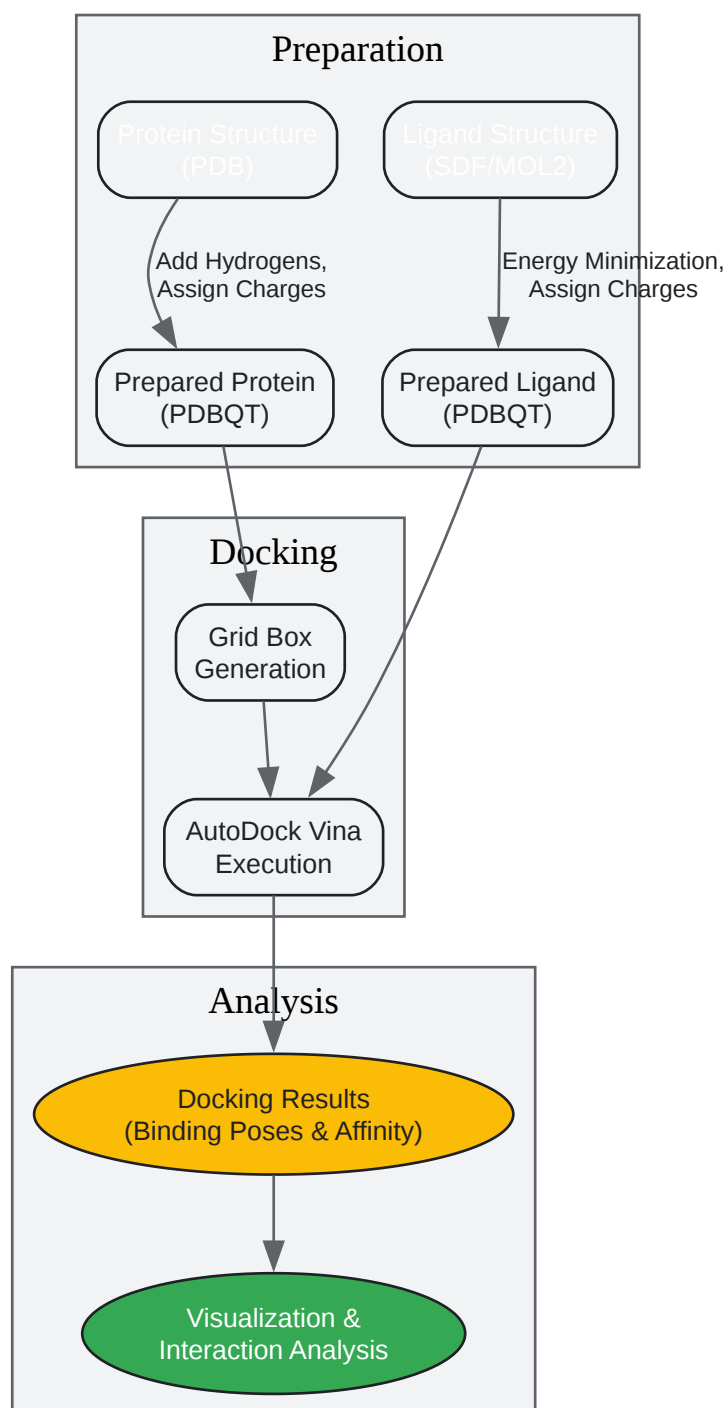 Preparation
Protein Structure
(PDB)
Ligand Structure
(SDF/MOL2)
Add Hydrogens,
Assign Charges
Energy Minimization,
Assign Charges
Prepared Protein
(PDBQT)
Prepared Ligand
(PDBQT)
Docking
Grid Box
Generation
AutoDock Vina
Execution
Analysis
Docking Results
(Binding Poses & Affinity)
Visualization &
Interaction Analysis